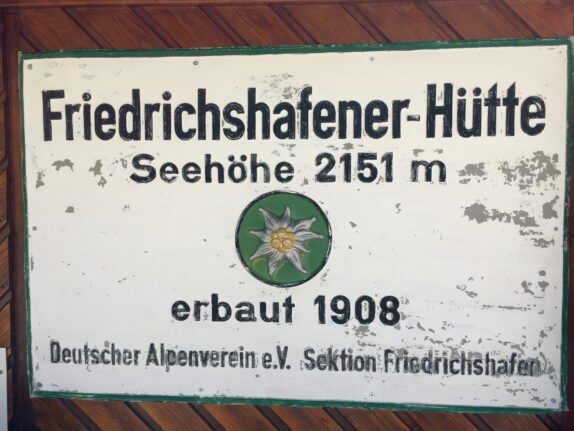 Friedrichshafener-Hütte
Seehöhe 2151 m
erbaut 1908
Deutscher Alpenverein e.V. Sektion Friedrichshafen